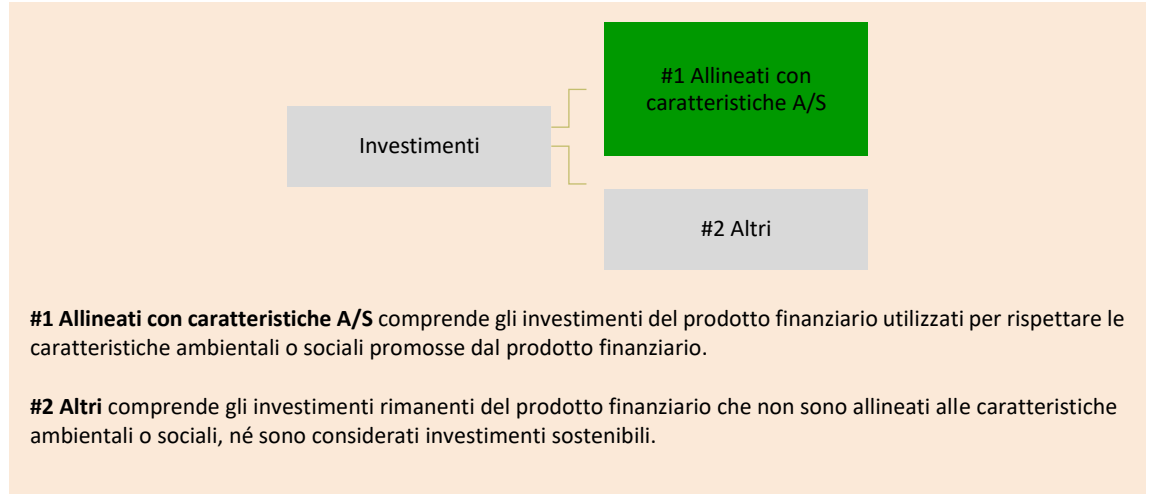 #1 Allineati con
caratteristiche A/S
Investimenti
#2 Altri
#1 Allineati con caratteristiche A/S comprende gli investimenti del prodotto finanziario utilizzati per rispettare le
caratteristiche ambientali o sociali promosse dal prodotto finanziario.
#2 Altri comprende gli investimenti rimanenti del prodotto finanziario che non sono allineati alle caratteristiche
ambientali o sociali, né sono considerati investimenti sostenibili.